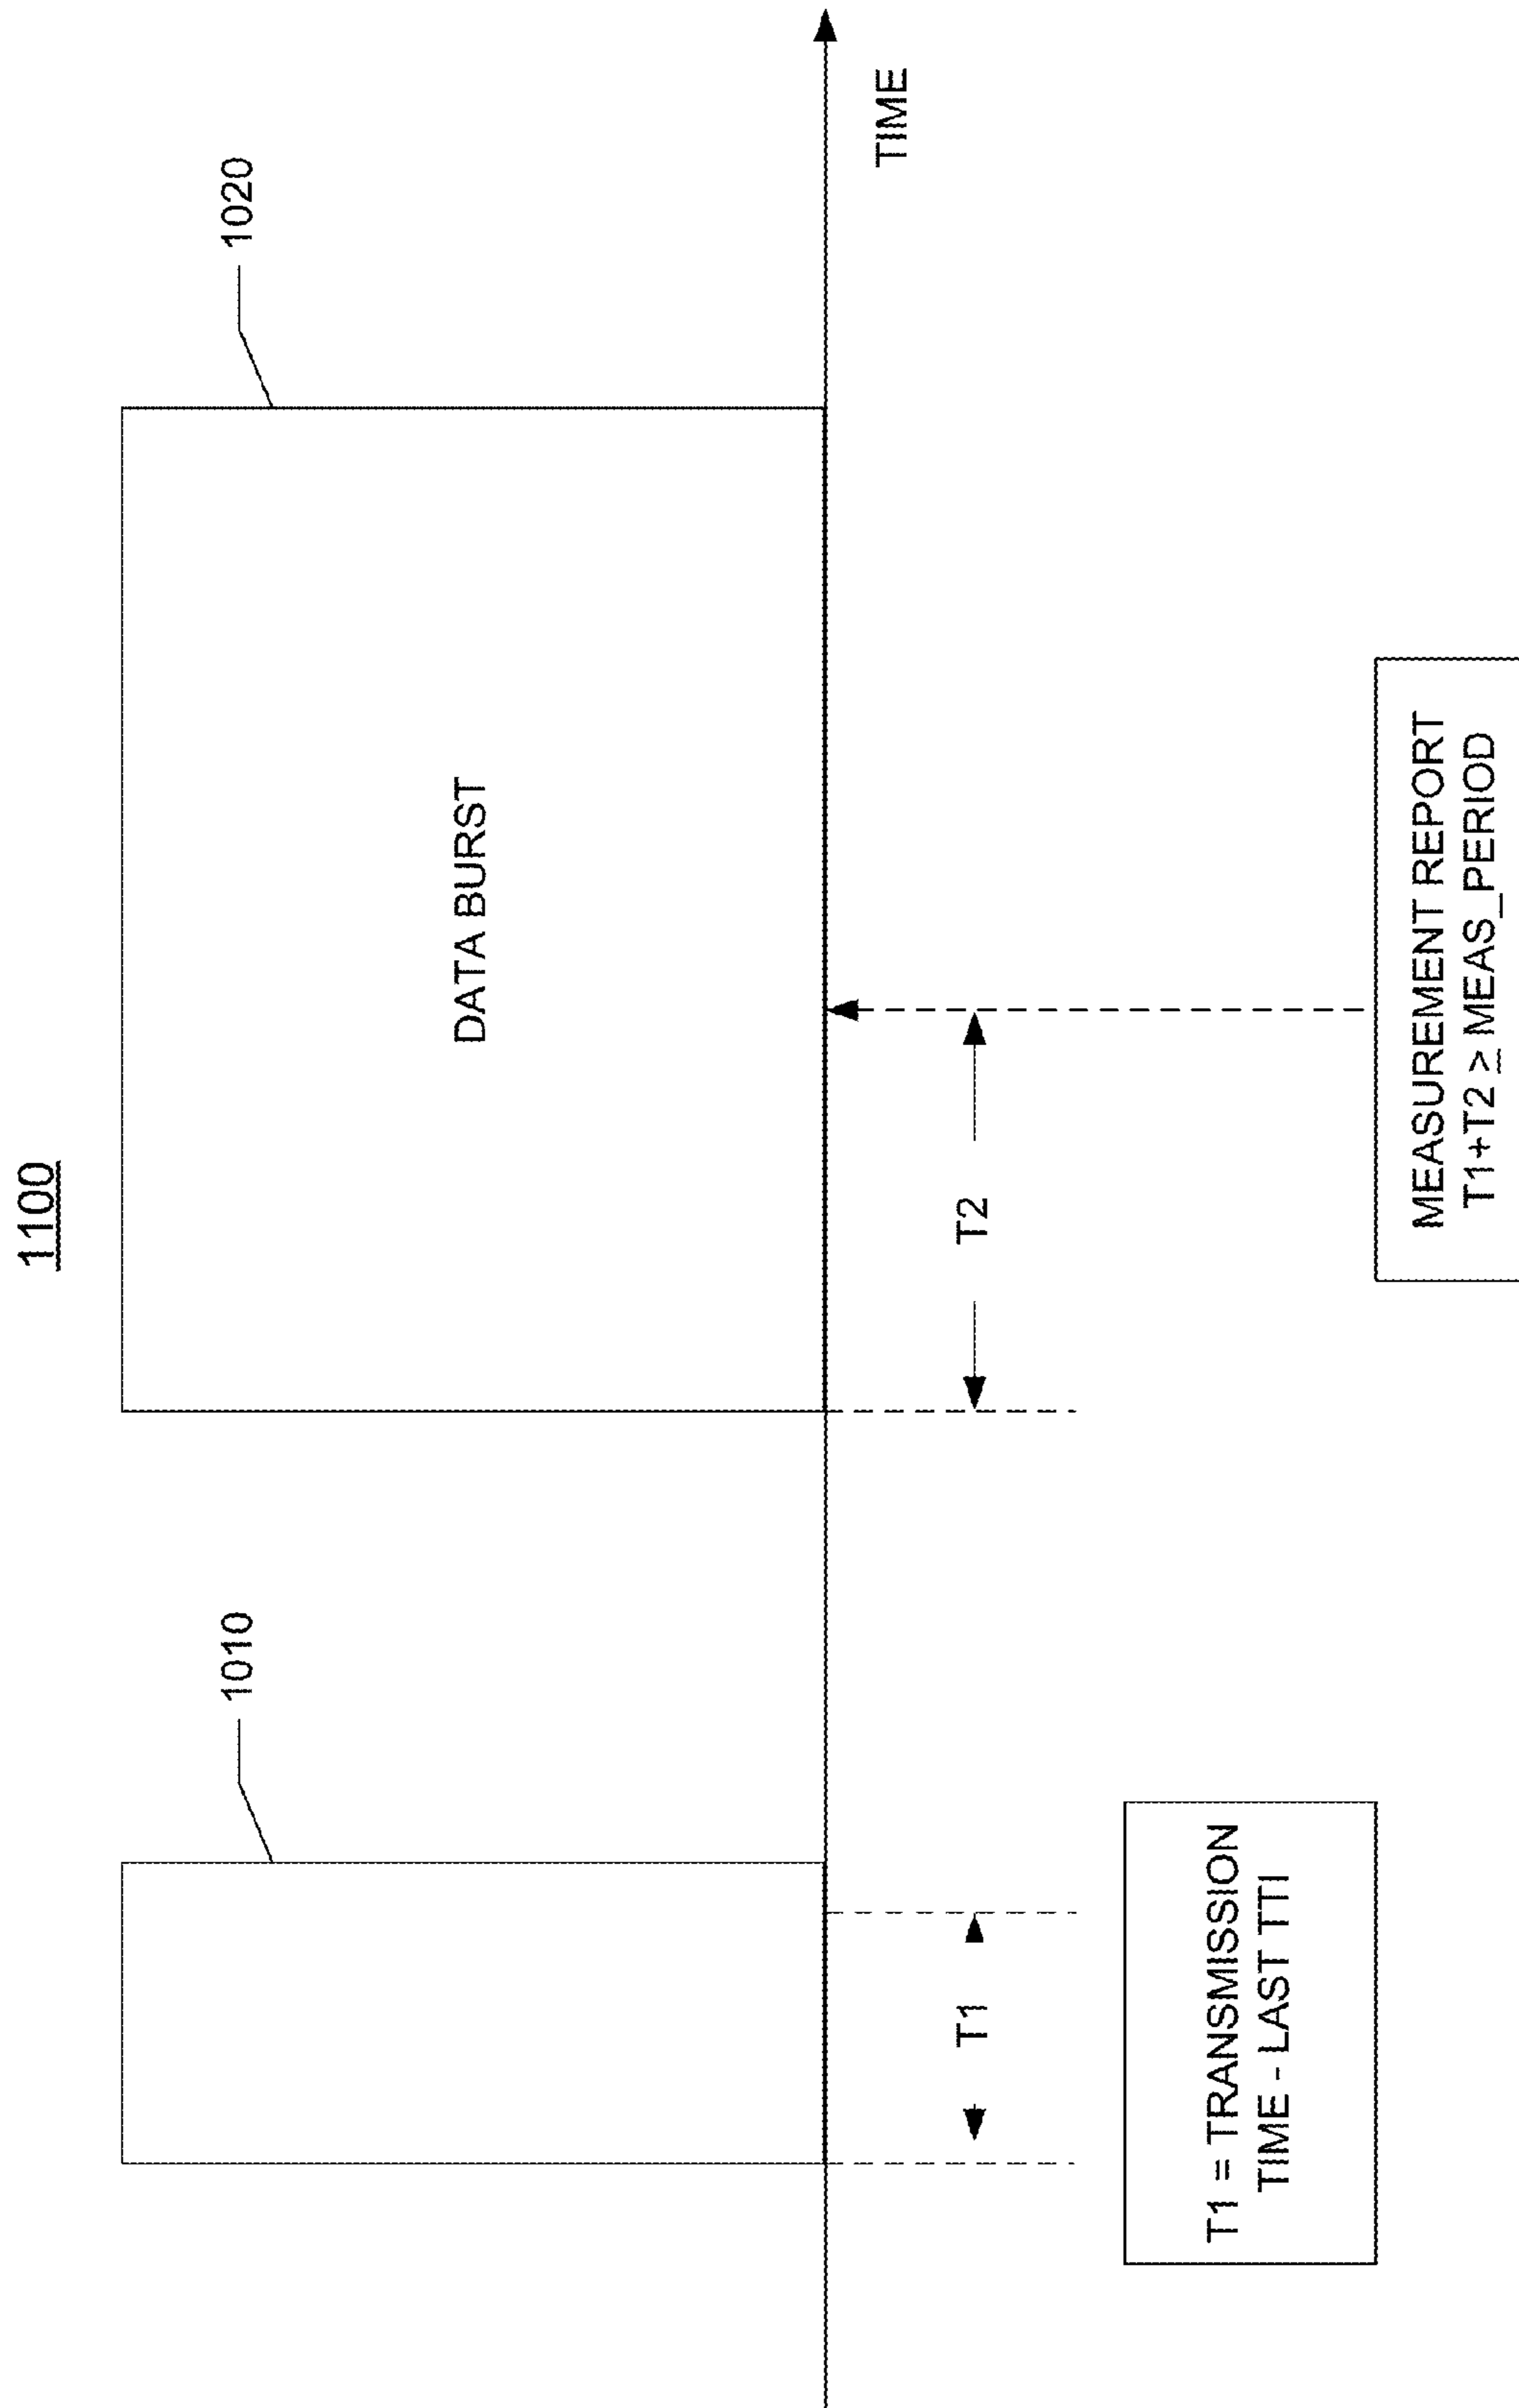 1100
1010
1020
DATA BURST
TIME
T1
T2
T1 = TRANSMISSION
TIME - LAST TTI
MEASUREMENT REPORT
T1+T2 ≥ MEAS_PERIOD